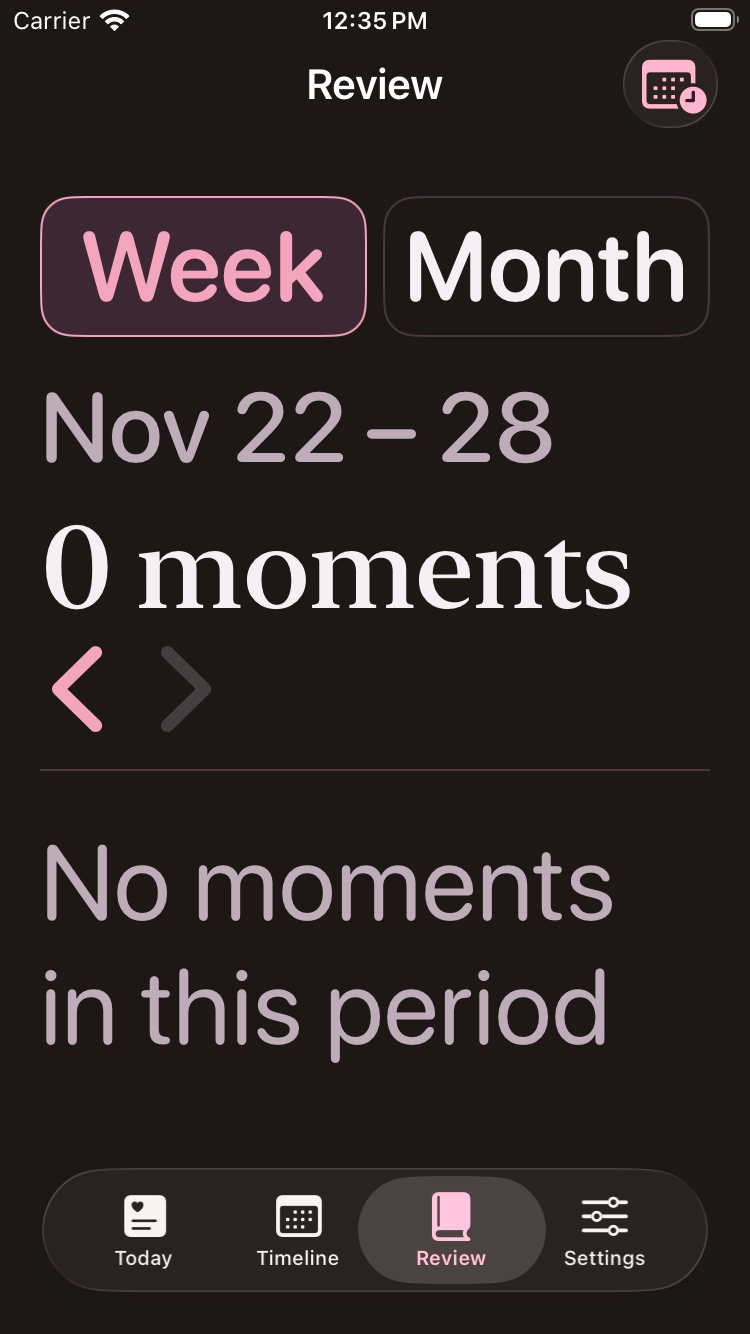 Carrier 12:35 PM
Review
Week Month
Nov 22 – 28
0 moments
No moments
in this period
Today Timeline Review Settings